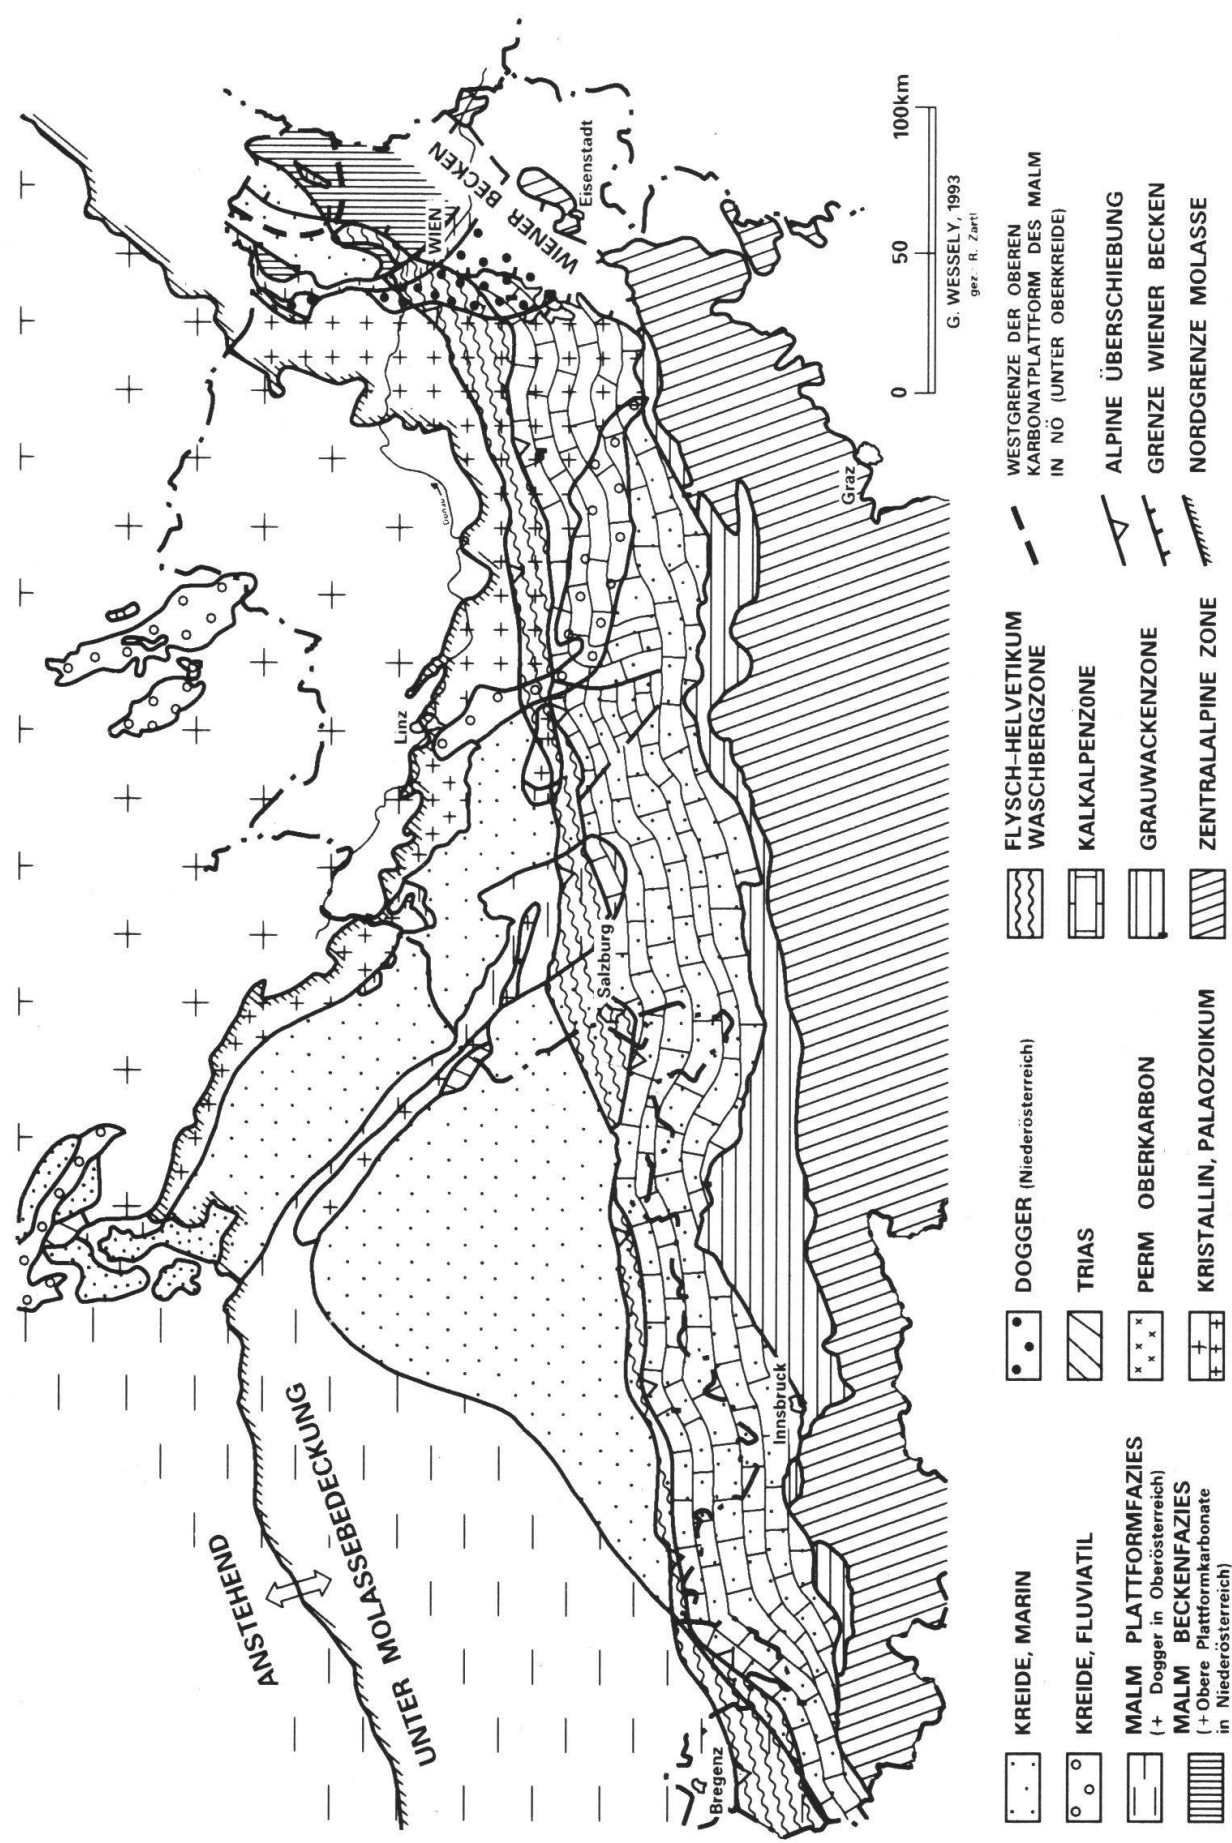 ANSTEHEND
UNTER MOLASSEBEDECKUNG
Bregenz
Innsbruck
Salzburg
Linz
Donau
WIEN
WIENER BECKEN
Eisenstadt
Graz
0 50 100km
G. WESSELY, 1993
gez.: R. Zartl
KREIDE, MARIN
KREIDE, FLUVIATIL
MALM PLATTFORMFAZIES
(+ Dogger in Oberösterreich)
MALM BECKENFAZIES
(+Obere Plattformkarbonate
in Niederösterreich)
DOGGER (Niederösterreich)
TRIAS
PERM OBERKARBON
KRISTALLIN, PALAOZOIKUM
FLYSCH-HELVETIKUM
WASCHBERGZONE
KALKALPENZONE
GRAUWACKENZONE
ZENTRALALPINE ZONE
WESTGRENZE DER OBEREN
KARBONATPLATTFORM DES MALM
IN NÖ (UNTER OBERKREIDE)
ALPINE ÜBERSCHIEBUNG
GRENZE WIENER BECKEN
NORDGRENZE MOLASSE